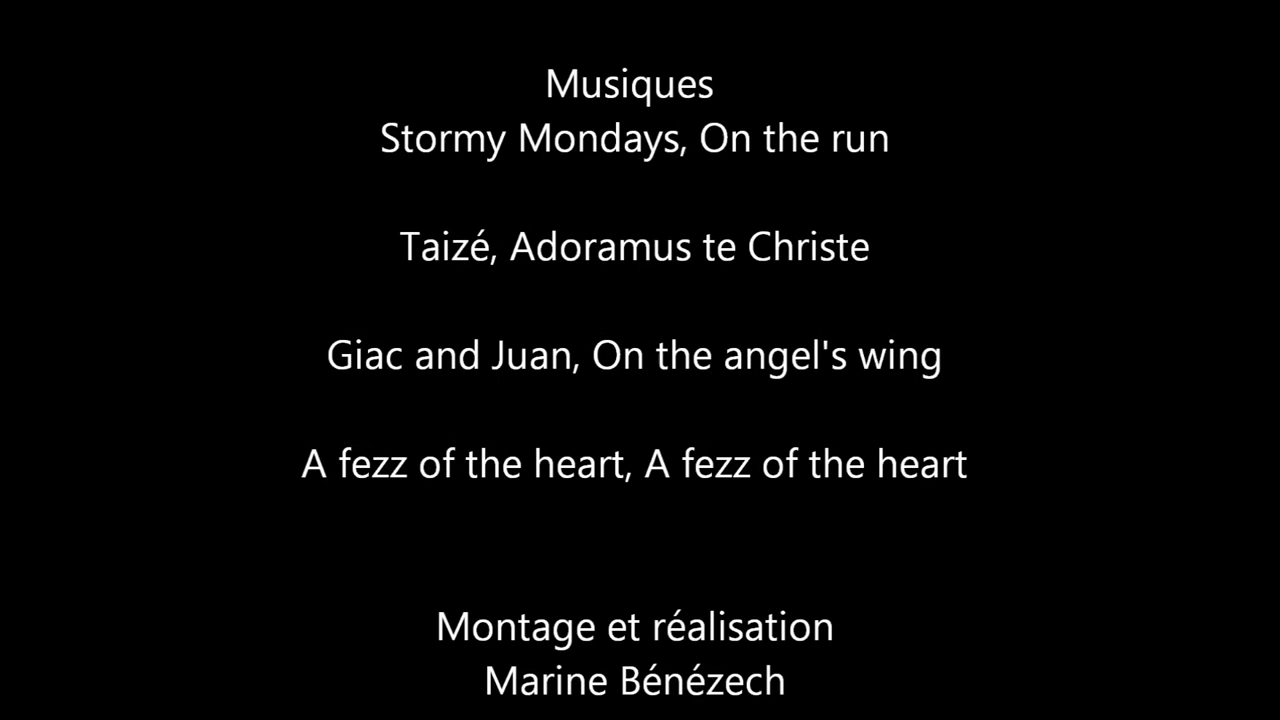 Musiques
Stormy Mondays, On the run
Taizé, Adoramus te Christe
Giac and Juan, On the angel's wing
A fezz of the heart, A fezz of the heart
Montage et réalisation
Marine Bénézech